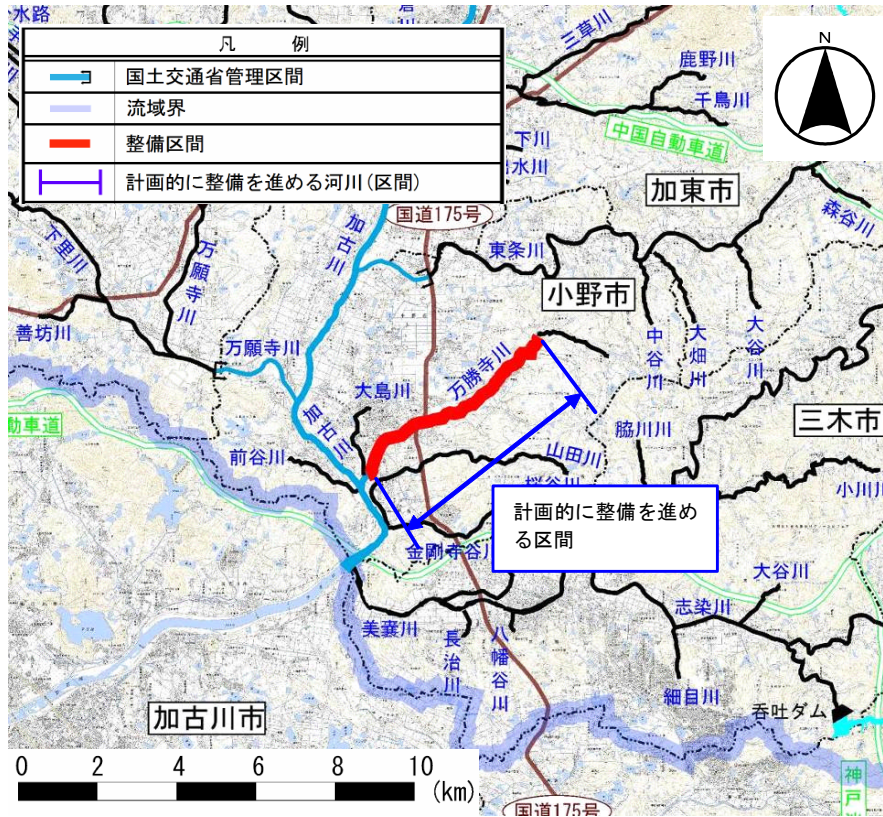 水路
三草川
鹿野川
千鳥川
凡 例
国土交通省管理区間
流域界
整備区間
計画的に整備を進める河川(区間)
N
中国自動車道
下川
水川
加東市
森谷川
国道175号
加古川
東条川
下里川
万願寺川
小野市
善坊川
万願寺川
万勝寺川
中谷川
大畑川
大谷川
大島川
加古川
三木市
動車道
前谷川
脇川川
山田川
桜谷川
小川川
計画的に整備を進め
る区間
金剛寺谷川
大谷川
志染川
美嚢川
長治川
八幡谷川
細目川
呑吐ダム
加古川市
0 2 4 6 8 10
(km)
神戸
国道175号